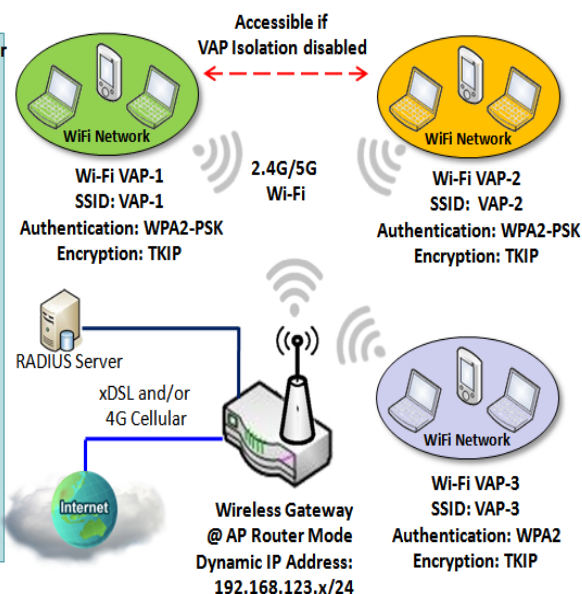 Accessible if
VAP Isolation disabled
r
WiFi Network
WiFi Network
Wi-Fi VAP-1
SSID: VAP-1
Authentication: WPA2-PSK
Encryption: TKIP
2.4G/5G
Wi-Fi
Wi-Fi VAP-2
SSID: VAP-2
Authentication: WPA2-PSK
Encryption: TKIP
RADIUS Server
xDSL and/or
4G Cellular
Internet
WiFi Network
Wireless Gateway
@ AP Router Mode
Dynamic IP Address:
192.168.123.x/24
Wi-Fi VAP-3
SSID: VAP-3
Authentication: WPA2
Encryption: TKIP